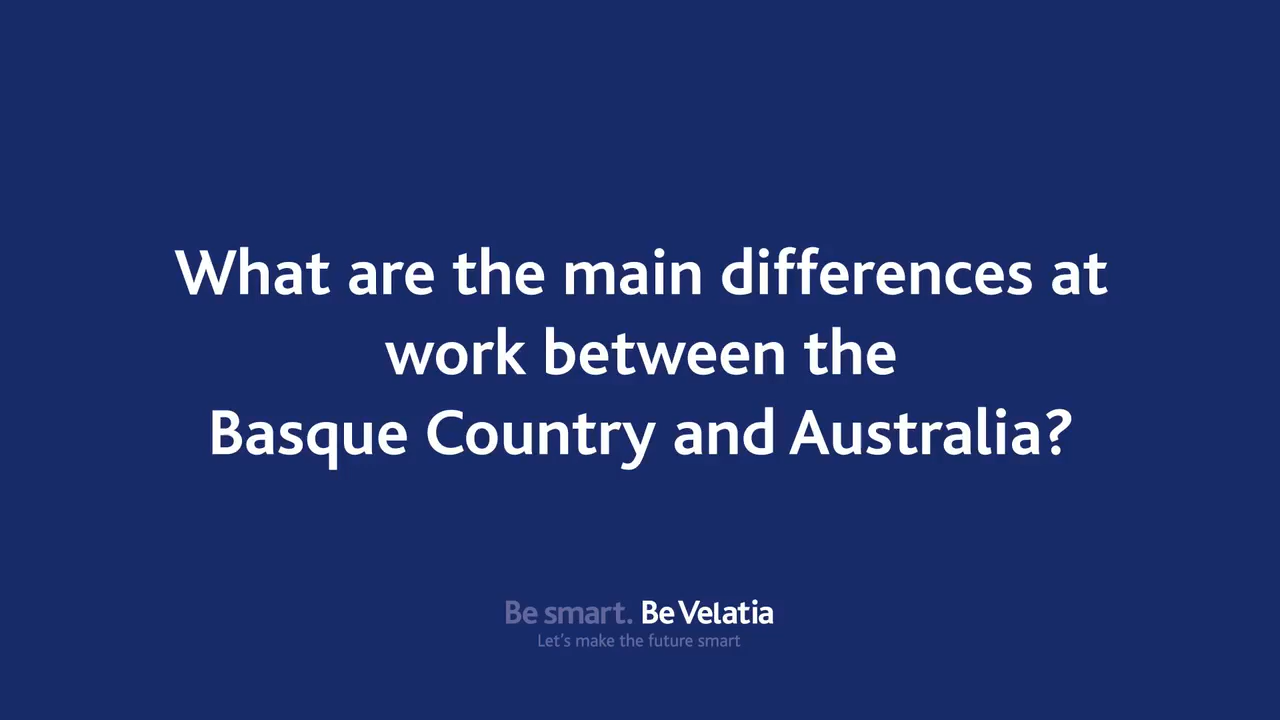 What are the main differences at
work between the
Basque Country and Australia?
Be smart. Be Velatia
Let's make the future smart